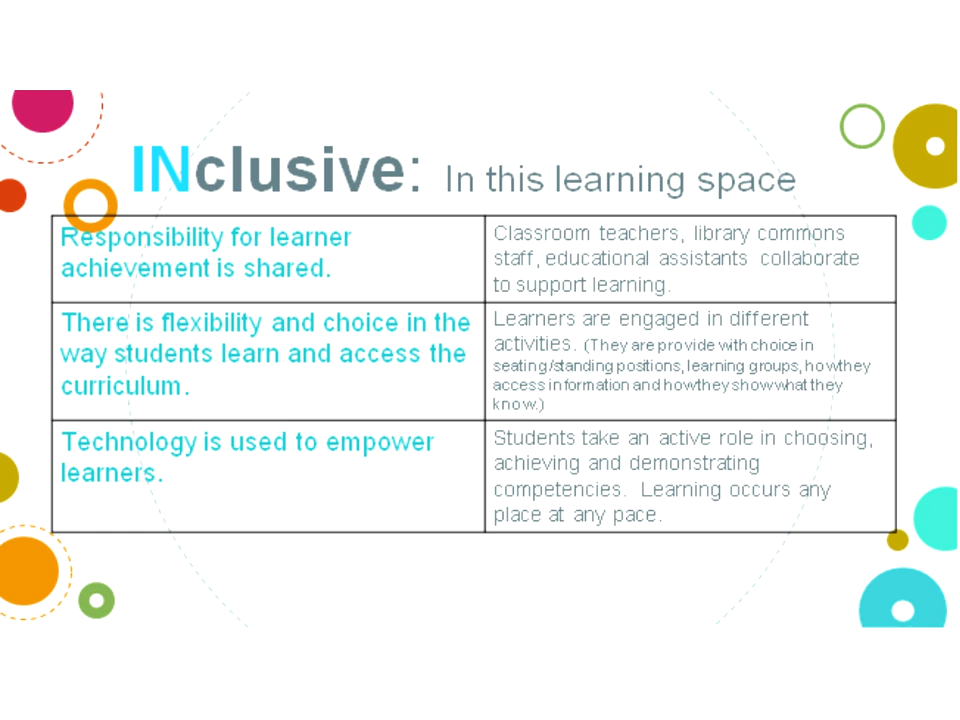 INclusive: In this learning space
Responsibility for learner
achievement is shared.
Classroom teachers, library commons
staff, educational assistants collaborate
to support learning.
There is flexibility and choice in the
way students learn and access the
curriculum.
Learners are engaged in different
activities. (They are provide with choice in
seating/standing positions, learning groups, how they
access information and how they show what they
know.)
Technology is used to empower
learners.
Students take an active role in choosing,
achieving and demonstrating
competencies. Learning occurs any
place at any pace.